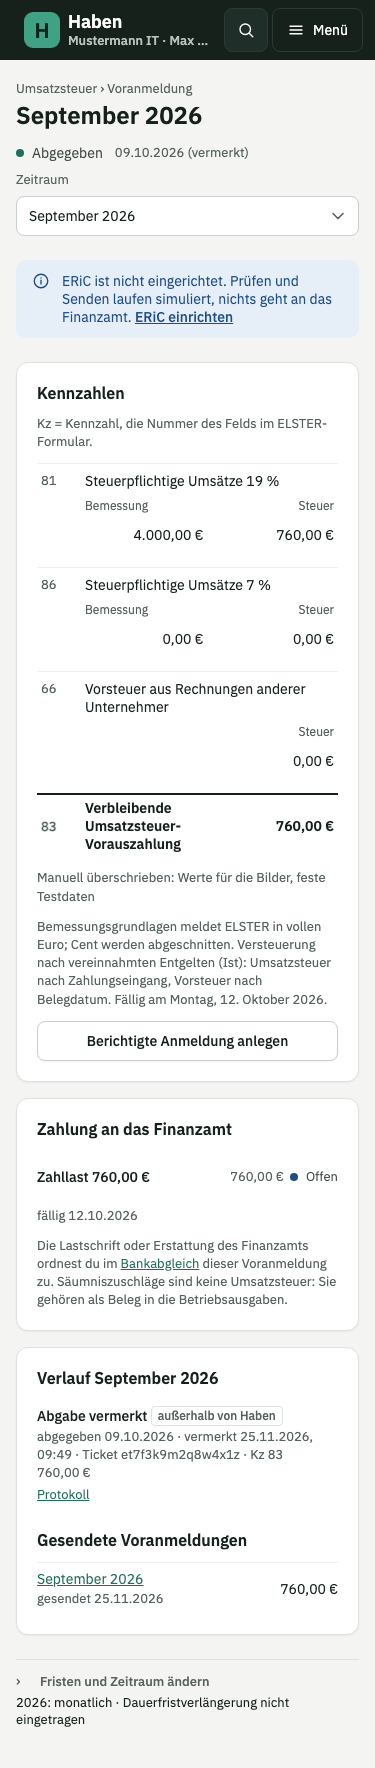 H
Haben
Mustermann IT · Max ...
Menü
Umsatzsteuer › Voranmeldung
September 2026
Abgegeben 09.10.2026 (vermerkt)
Zeitraum
September 2026
ERiC ist nicht eingerichtet. Prüfen und
Senden laufen simuliert, nichts geht an das
Finanzamt. ERiC einrichten
Kennzahlen
Kz = Kennzahl, die Nummer des Felds im ELSTER-
Formular.
81 Steuerpflichtige Umsätze 19 %
Bemessung Steuer
4.000,00 € 760,00 €
86 Steuerpflichtige Umsätze 7 %
Bemessung Steuer
0,00 € 0,00 €
66 Vorsteuer aus Rechnungen anderer
Unternehmer
Steuer
0,00 €
Verbleibende
83 Umsatzsteuer- 760,00 €
Vorauszahlung
Manuell überschrieben: Werte für die Bilder, feste
Testdaten
Bemessungsgrundlagen meldet ELSTER in vollen
Euro; Cent werden abgeschnitten. Versteuerung
nach vereinnahmten Entgelten (Ist): Umsatzsteuer
nach Zahlungseingang, Vorsteuer nach
Belegdatum. Fällig am Montag, 12. Oktober 2026.
Berichtigte Anmeldung anlegen
Zahlung an das Finanzamt
Zahllast 760,00 € 760,00 € Offen
fällig 12.10.2026
Die Lastschrift oder Erstattung des Finanzamts
ordnest du im Bankabgleich dieser Voranmeldung
zu. Säumniszuschläge sind keine Umsatzsteuer: Sie
gehören als Beleg in die Betriebsausgaben.
Verlauf September 2026
Abgabe vermerkt außerhalb von Haben
abgegeben 09.10.2026 · vermerkt 25.11.2026,
09:49 · Ticket et7f3k9m2q8w4x1z · Kz 83
760,00 €
Protokoll
Gesendete Voranmeldungen
September 2026 760,00 €
gesendet 25.11.2026
› Fristen und Zeitraum ändern
2026: monatlich · Dauerfristverlängerung nicht
eingetragen